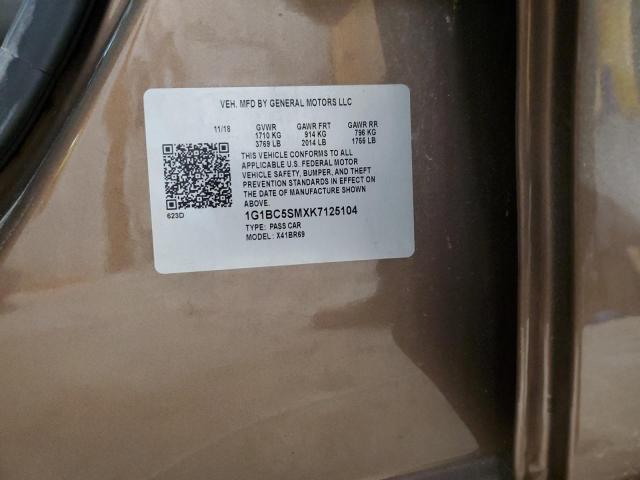 VEH. MFD BY GENERAL MOTORS LLC
11/18 GVWR GAWR FRT GAWR RR
1710 KG 914 KG 796 KG
3769 LB 2014 LB 1755 LB
THIS VEHICLE CONFORMS TO ALL
APPLICABLE U.S. FEDERAL MOTOR
VEHICLE SAFETY, BUMPER, AND THEFT
PREVENTION STANDARDS IN EFFECT ON
THE DATE OF MANUFACTURE SHOWN
ABOVE.
623D 1G1BC5SMXK7125104
TYPE: PASS CAR
MODEL: X41BR69